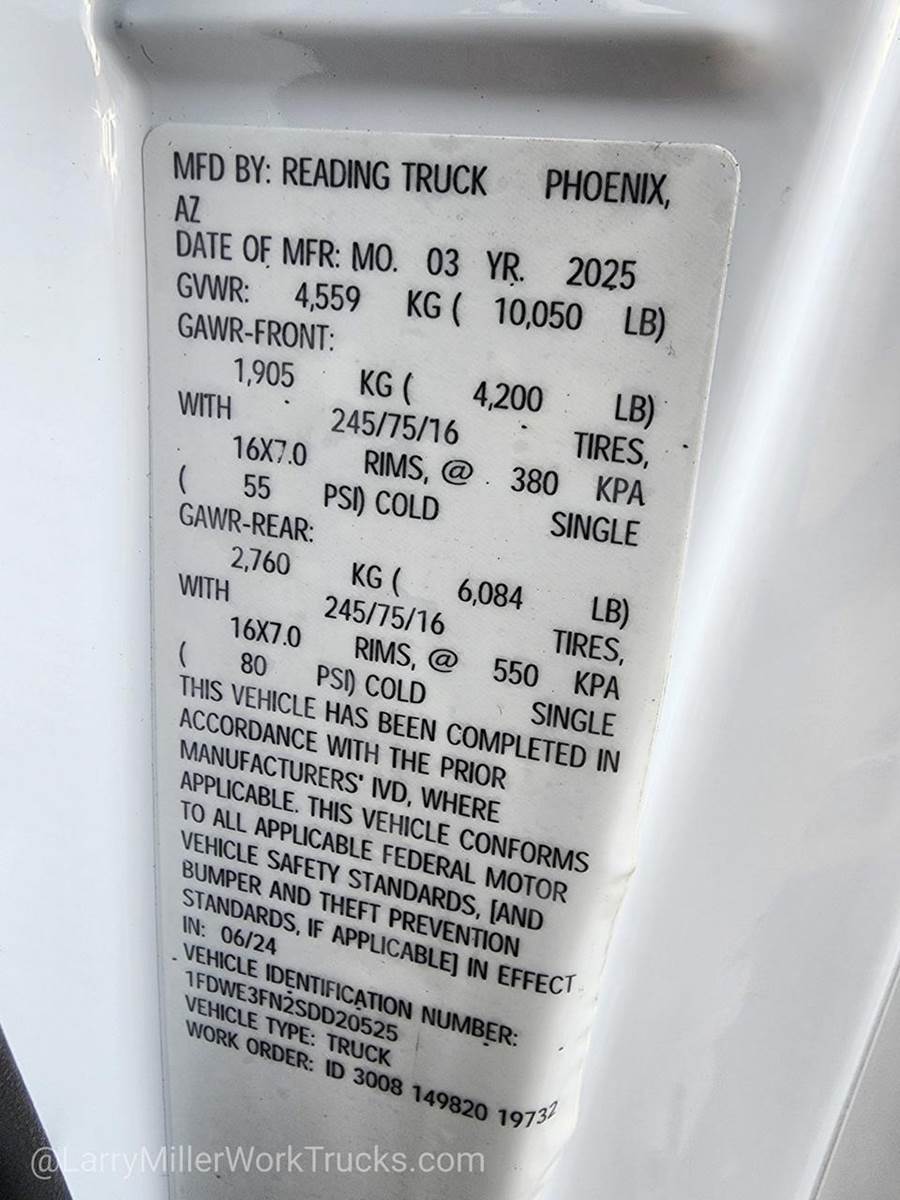 MFD BY: READING TRUCK PHOENIX,
AZ
DATE OF MFR: MO. 03 YR. 2025
GVWR: 4,559 KG ( 10,050 LB)
GAWR-FRONT:
1,905 KG ( 4,200 LB)
WITH 245/75/16 TIRES,
16X7.0 RIMS, @ 380 KPA
( 55 PSI) COLD SINGLE
GAWR-REAR:
2,760 KG ( 6,084 LB)
WITH 245/75/16 TIRES,
16X7.0 RIMS, @ 550 KPA
( 80 PSI) COLD SINGLE
THIS VEHICLE HAS BEEN COMPLETED IN
ACCORDANCE WITH THE PRIOR
MANUFACTURERS' IVD, WHERE
APPLICABLE. THIS VEHICLE CONFORMS
TO ALL APPLICABLE FEDERAL MOTOR
VEHICLE SAFETY STANDARDS, [AND
BUMPER AND THEFT PREVENTION
STANDARDS, IF APPLICABLE] IN EFFECT
IN: 06/24
VEHICLE IDENTIFICATION NUMBER:
1FDWE3FN2SDD20525
VEHICLE TYPE: TRUCK
WORK ORDER: ID 3008 149820 19732
@LarryMillerWorkTrucks.com